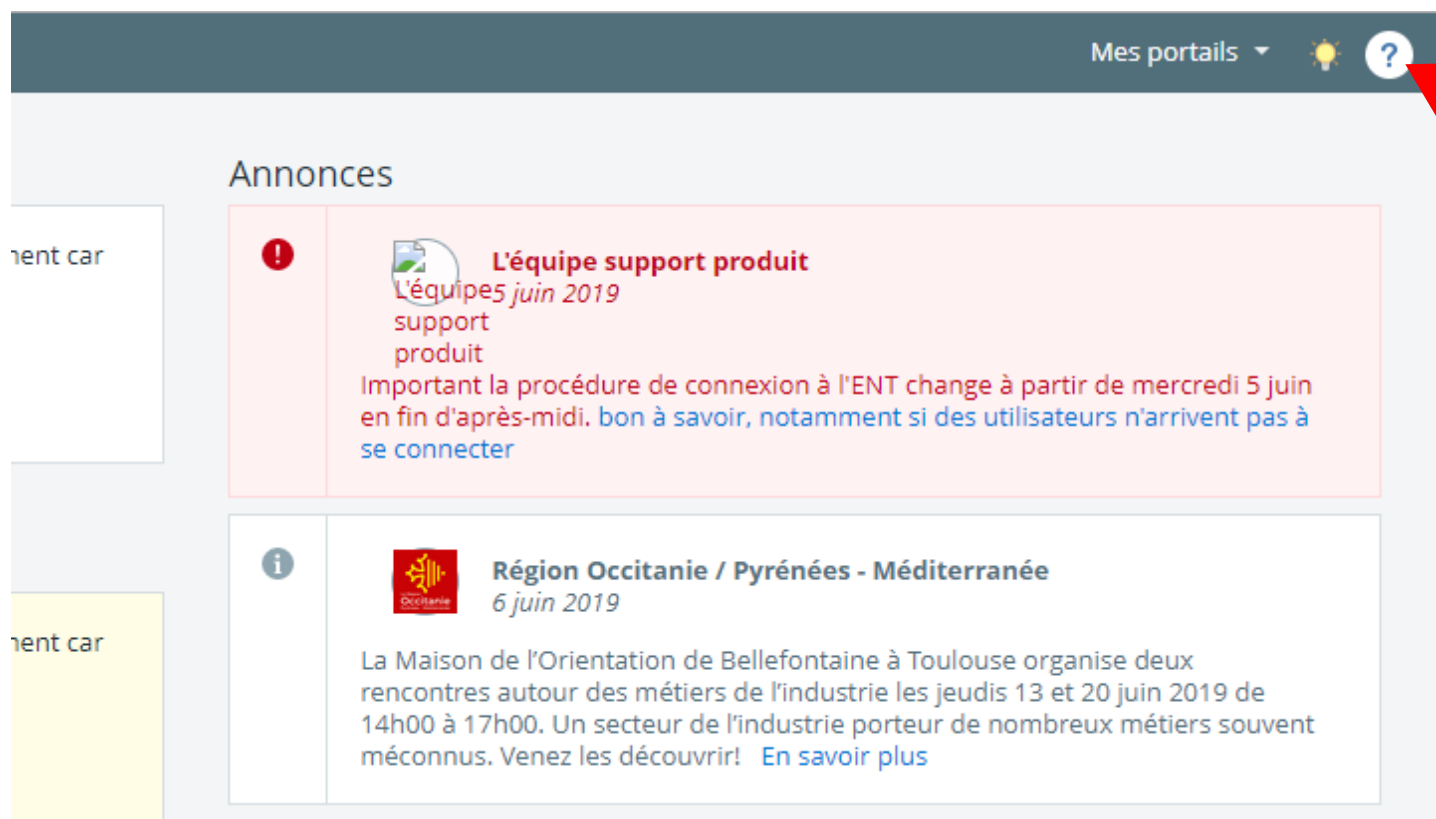 Mes portails
?
Annonces
ment car
L'équipe support produit
5 juin 2019
L'équipe
support
produit
Important la procédure de connexion à l'ENT change à partir de mercredi 5 juin
en fin d'après-midi. bon à savoir, notamment si des utilisateurs n'arrivent pas à
se connecter
Occitanie
Région Occitanie / Pyrénées - Méditerranée
6 juin 2019
ment car
La Maison de l’Orientation de Bellefontaine à Toulouse organise deux
rencontres autour des métiers de l’industrie les jeudis 13 et 20 juin 2019 de
14h00 à 17h00. Un secteur de l’industrie porteur de nombreux métiers souvent
méconnus. Venez les découvrir! En savoir plus